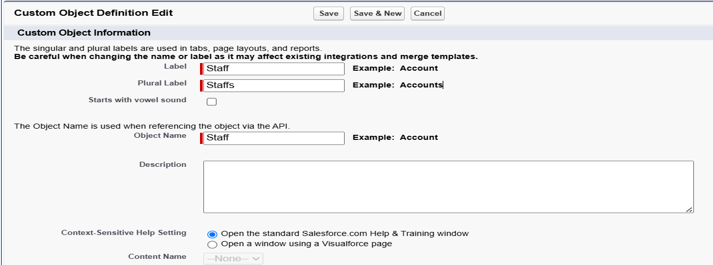 Custom Object Definition Edit Save Save & New Cancel
Custom Object Information
The singular and plural labels are used in tabs, page layouts, and reports.
Be careful when changing the name or label as it may affect existing integrations and merge templates.
Label Staff Example: Account
Plural Label Staffs Example: Accounts
Starts with vowel sound
The Object Name is used when referencing the object via the API.
Object Name Staff Example: Account
Description
Context-Sensitive Help Setting Open the standard Salesforce.com Help & Training window
Open a window using a Visualforce page
Content Name --None--